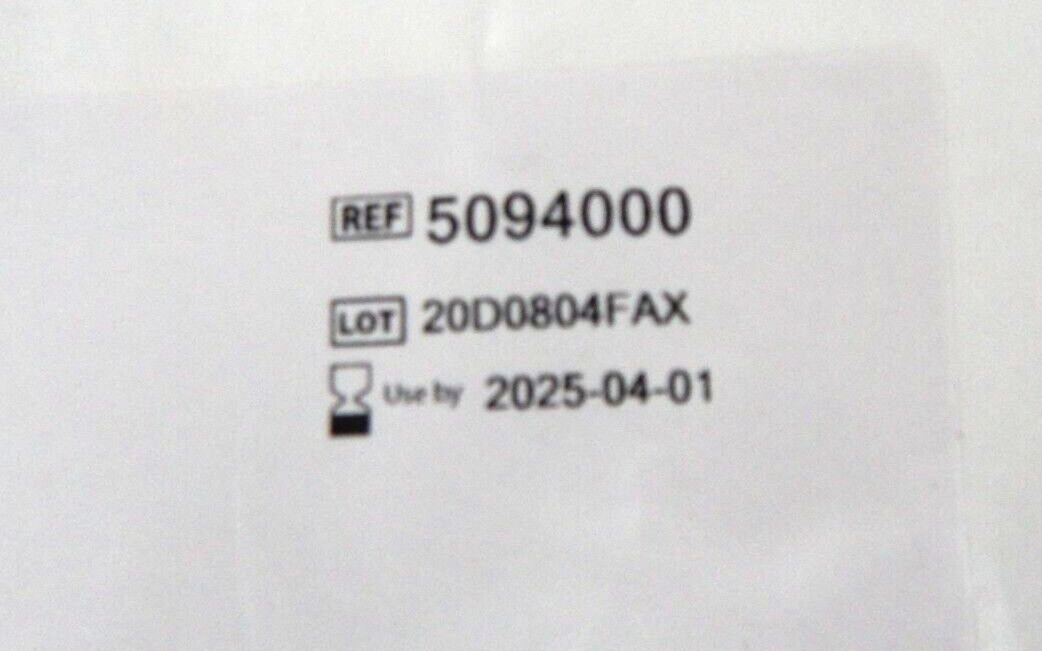 REF 5094000
LOT 20D0804FAX
Use by 2025-04-01